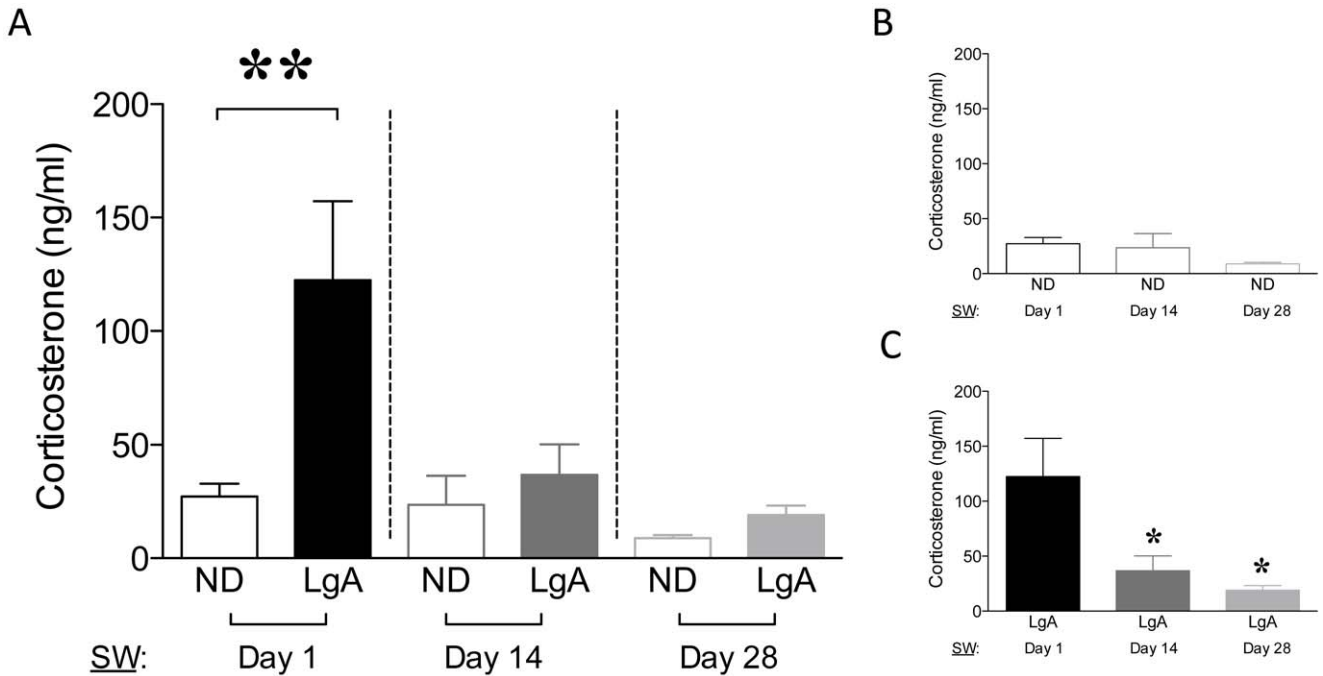 A
**
Corticosterone (ng/ml)
200
150
100
50
0
ND LgA ND LgA ND LgA
SW: Day 1 Day 14 Day 28
B
Corticosterone (ng/ml)
200
150
100
50
0
ND ND ND
SW: Day 1 Day 14 Day 28
C
Corticosterone (ng/ml)
200
150
100
50
0
* *
LgA LgA LgA
SW: Day 1 Day 14 Day 28